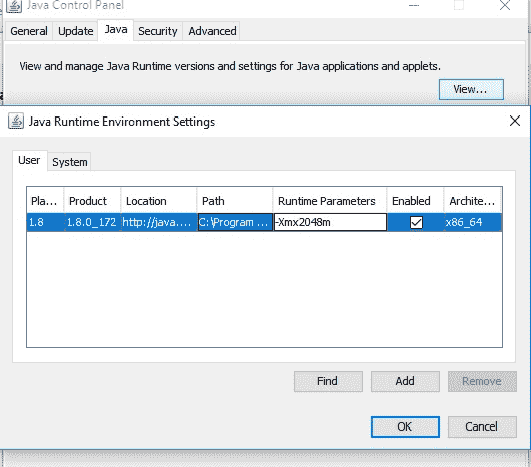 Java Control Panel
General Update Java Security Advanced
View and manage Java Runtime versions and settings for Java applications and applets.
View...
Java Runtime Environment Settings
User System
Pla... Product Location Path Runtime Parameters Enabled Archite...
1.8 1.8.0_172 http://java.... C:\Program ... -Xmx2048m x86_64
Find Add Remove
OK Cancel